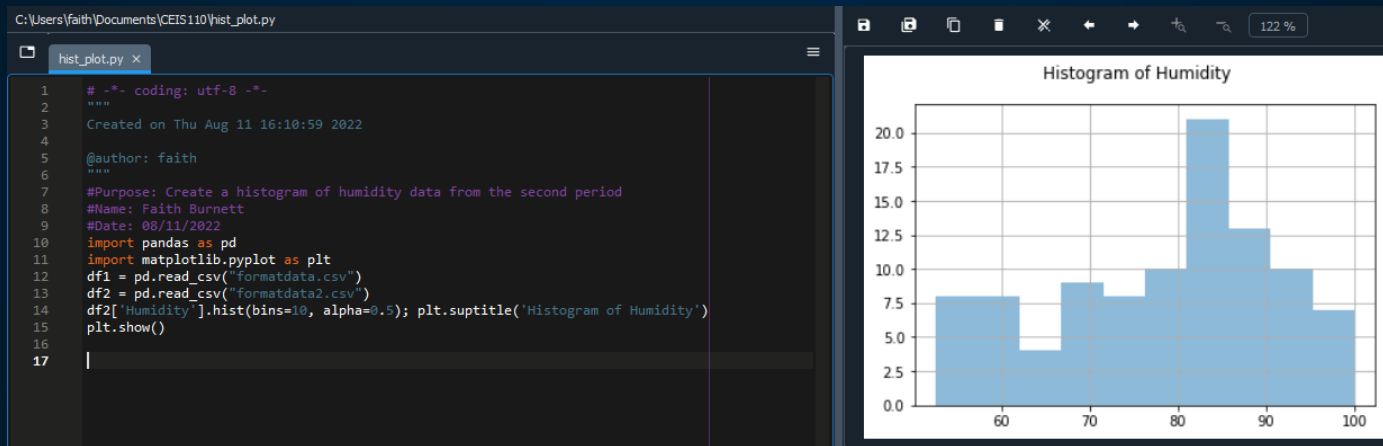 C:\Users\faith\Documents\CEIS110\hist_plot.py
hist_plot.py
1 # -*- coding: utf-8 -*-
2 """
3 Created on Thu Aug 11 16:10:59 2022
4
5 @author: faith
6 """
7 #Purpose: Create a histogram of humidity data from the second period
8 #Name: Faith Burnett
9 #Date: 08/11/2022
10 import pandas as pd
11 import matplotlib.pyplot as plt
12 df1 = pd.read_csv("formatdata.csv")
13 df2 = pd.read_csv("formatdata2.csv")
14 df2['Humidity'].hist(bins=10, alpha=0.5); plt.suptitle('Histogram of Humidity')
15 plt.show()
16
17
122 %
Histogram of Humidity
20.0
17.5
15.0
12.5
10.0
7.5
5.0
2.5
0.0
60 70 80 90 100